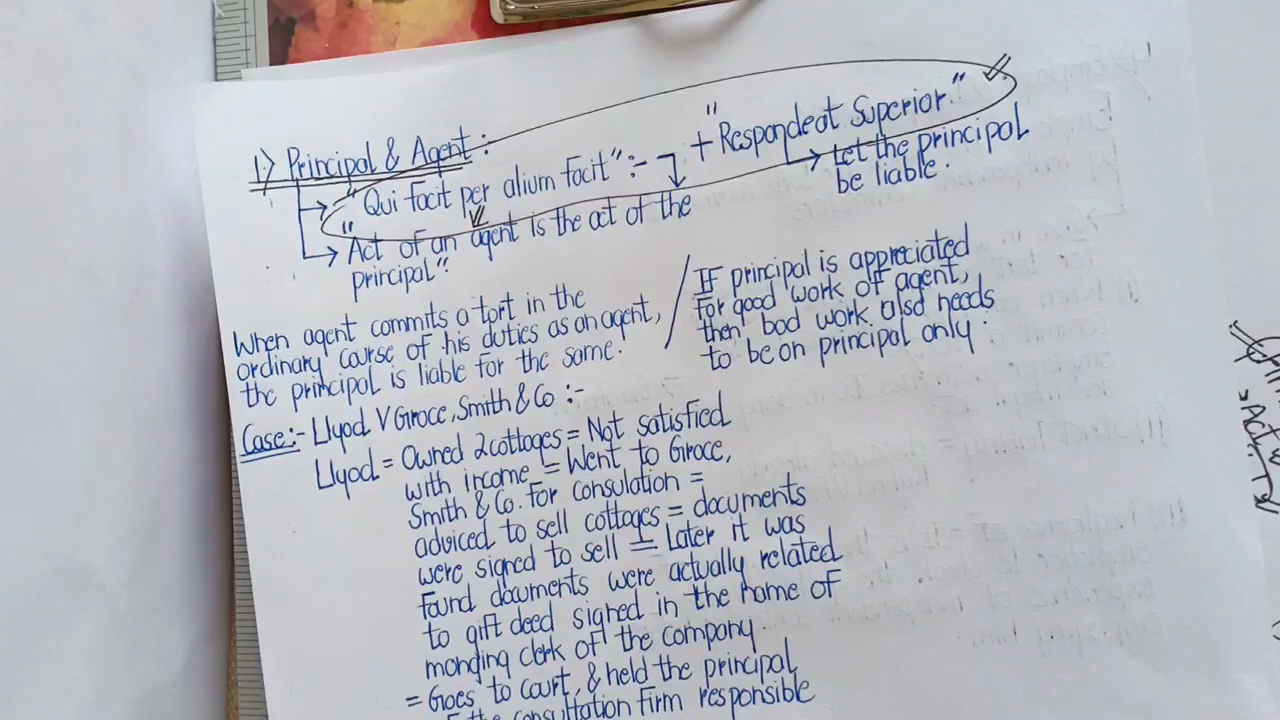 1.) Principal & Agent :
"Qui facit per alium facit" :- + "Respondeat Superior."
Let the principal
be liable.
"Act of an agent is the act of the
principal".
When agent commits a tort in the
ordinary course of his duties as an agent,
the principal is liable for the same.
If principal is appreciated
for good work of agent,
then bad work also needs
to be on principal only.
Case:- Llyod V Grace, Smith & Co :-
Llyod = Owned 2 cottages = Not satisfied
with income = Went to Grace,
Smith & Co. for consulation =
adviced to sell cottages = documents
were signed to sell = Later it was
found documents were actually related
to gift deed signed in the name of
of the company
= Goes to court, & held the principal
the consultation firm responsible